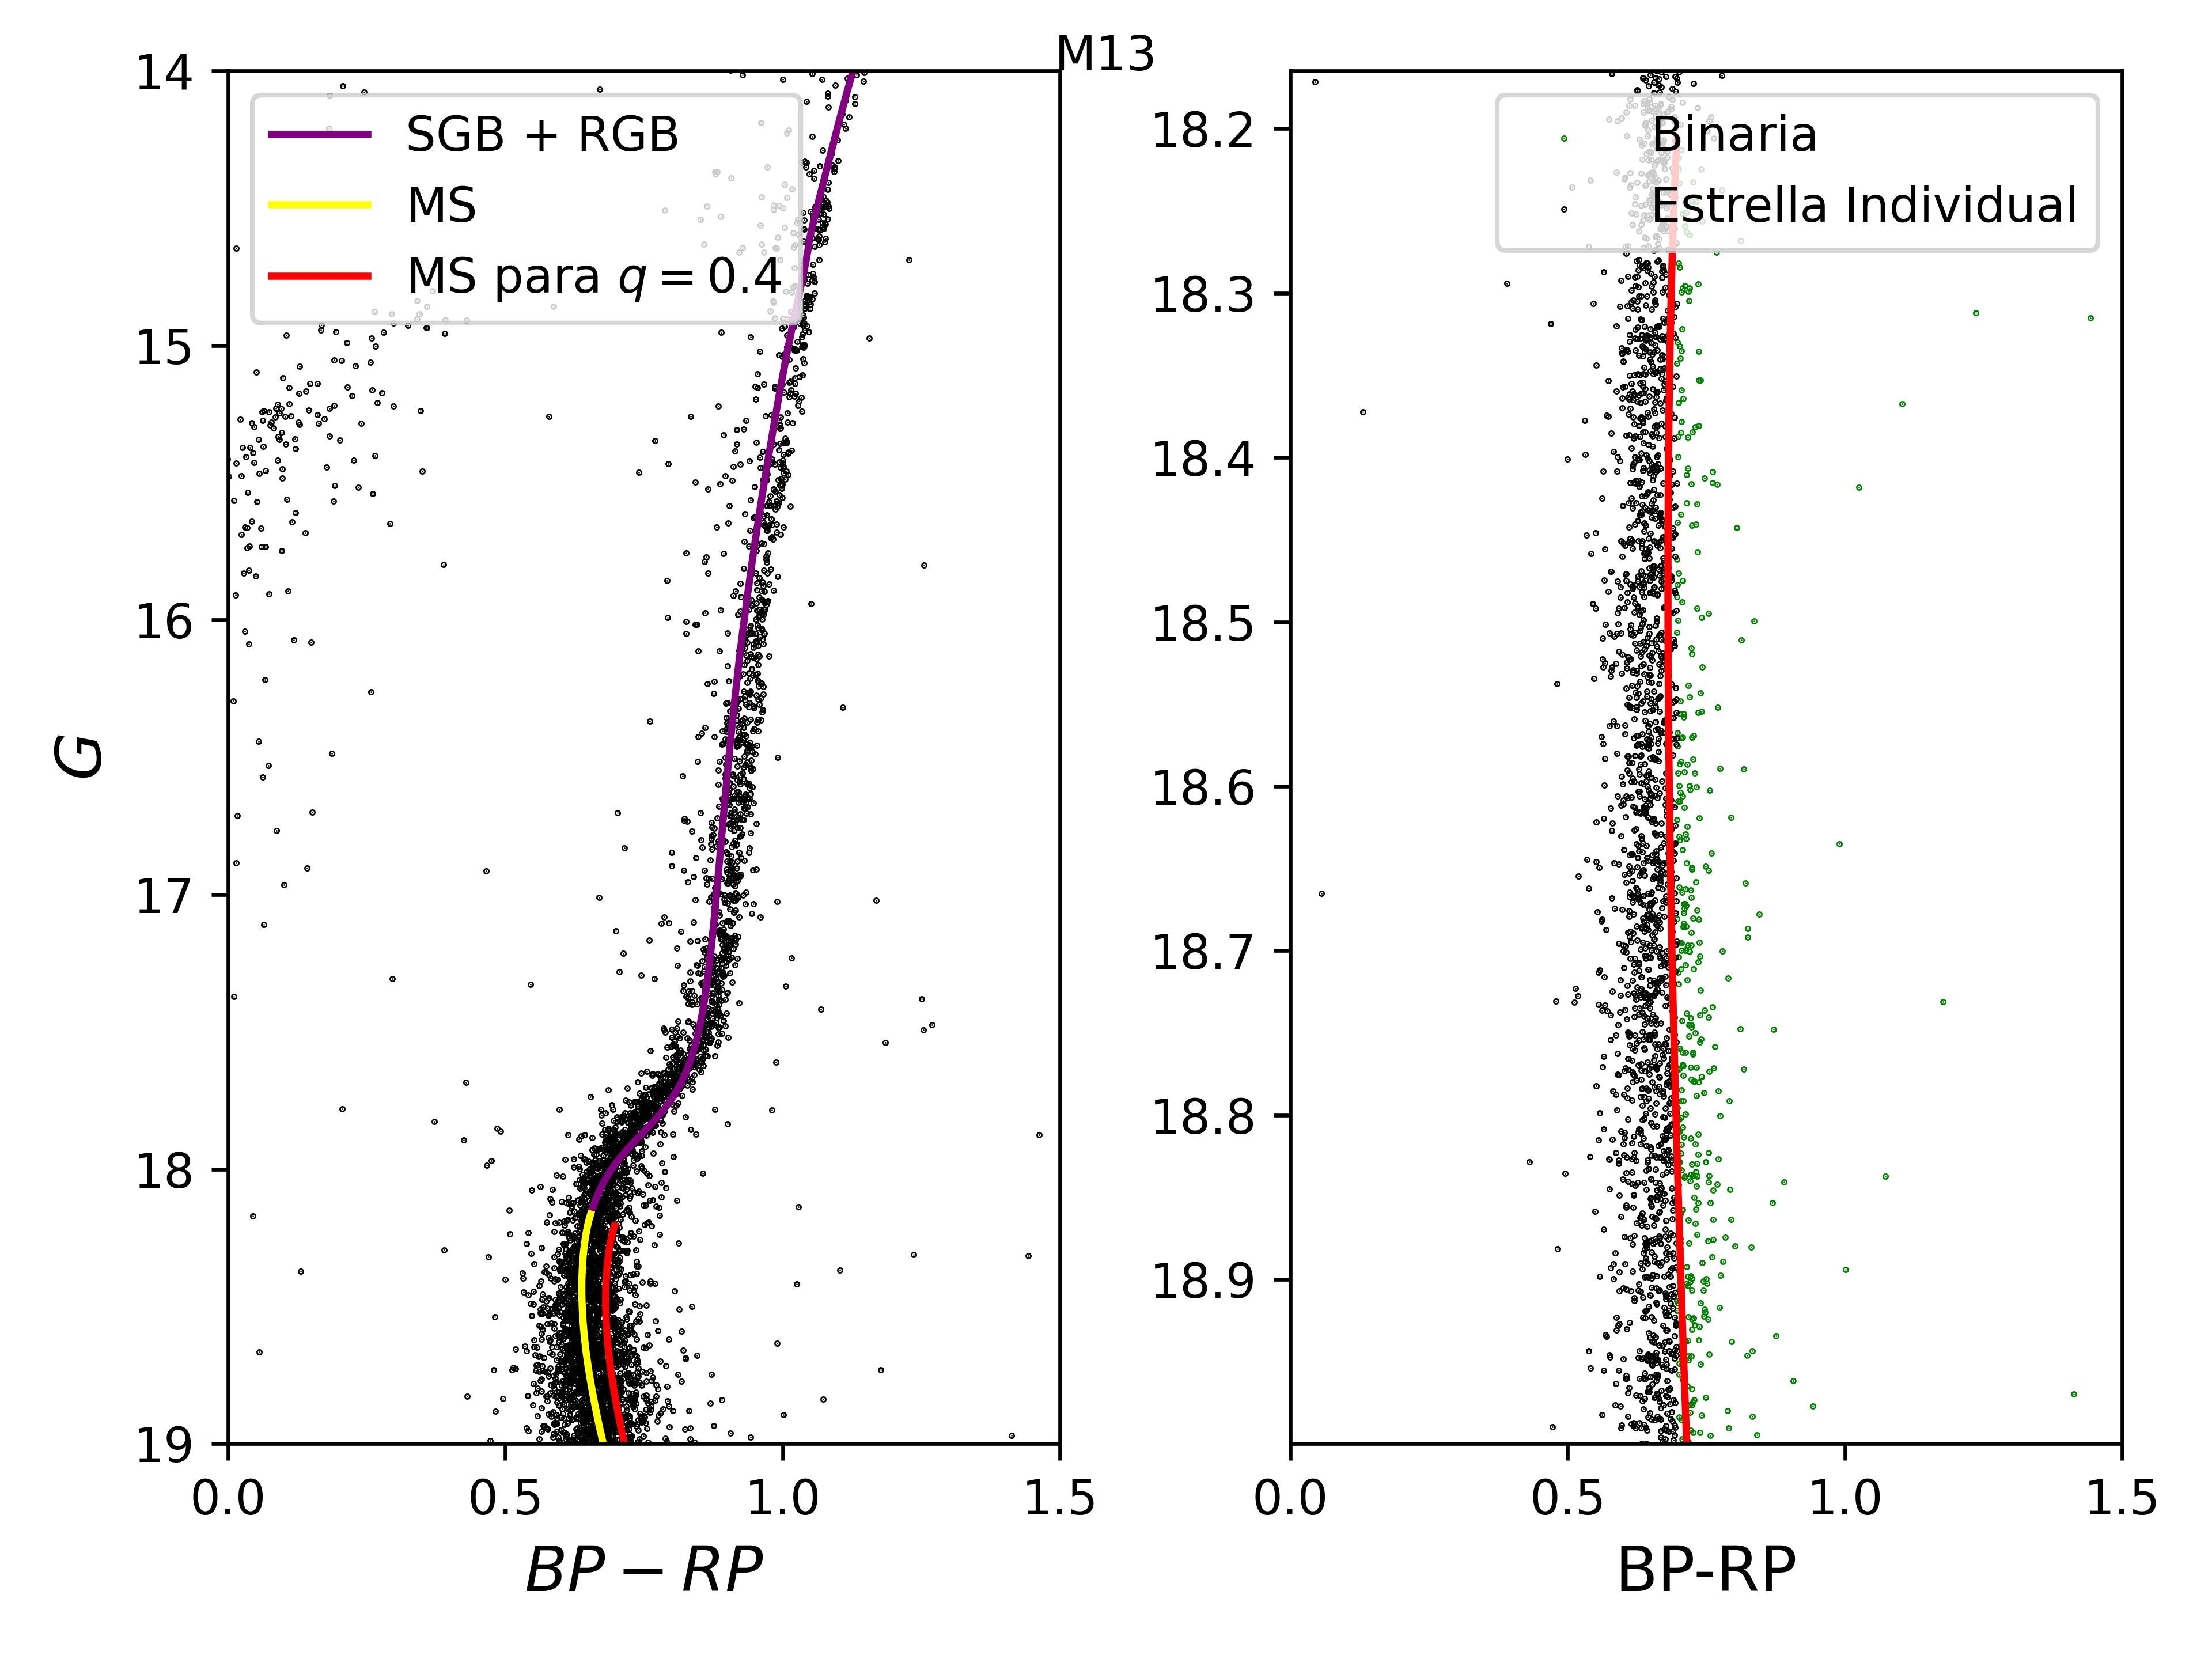 M13
14
15
16
17
18
19
G
0.0 0.5 1.0 1.5
BP − RP
SGB + RGB
MS
MS para q = 0.4
18.2
18.3
18.4
18.5
18.6
18.7
18.8
18.9
0.0 0.5 1.0 1.5
BP-RP
Binaria
Estrella Individual